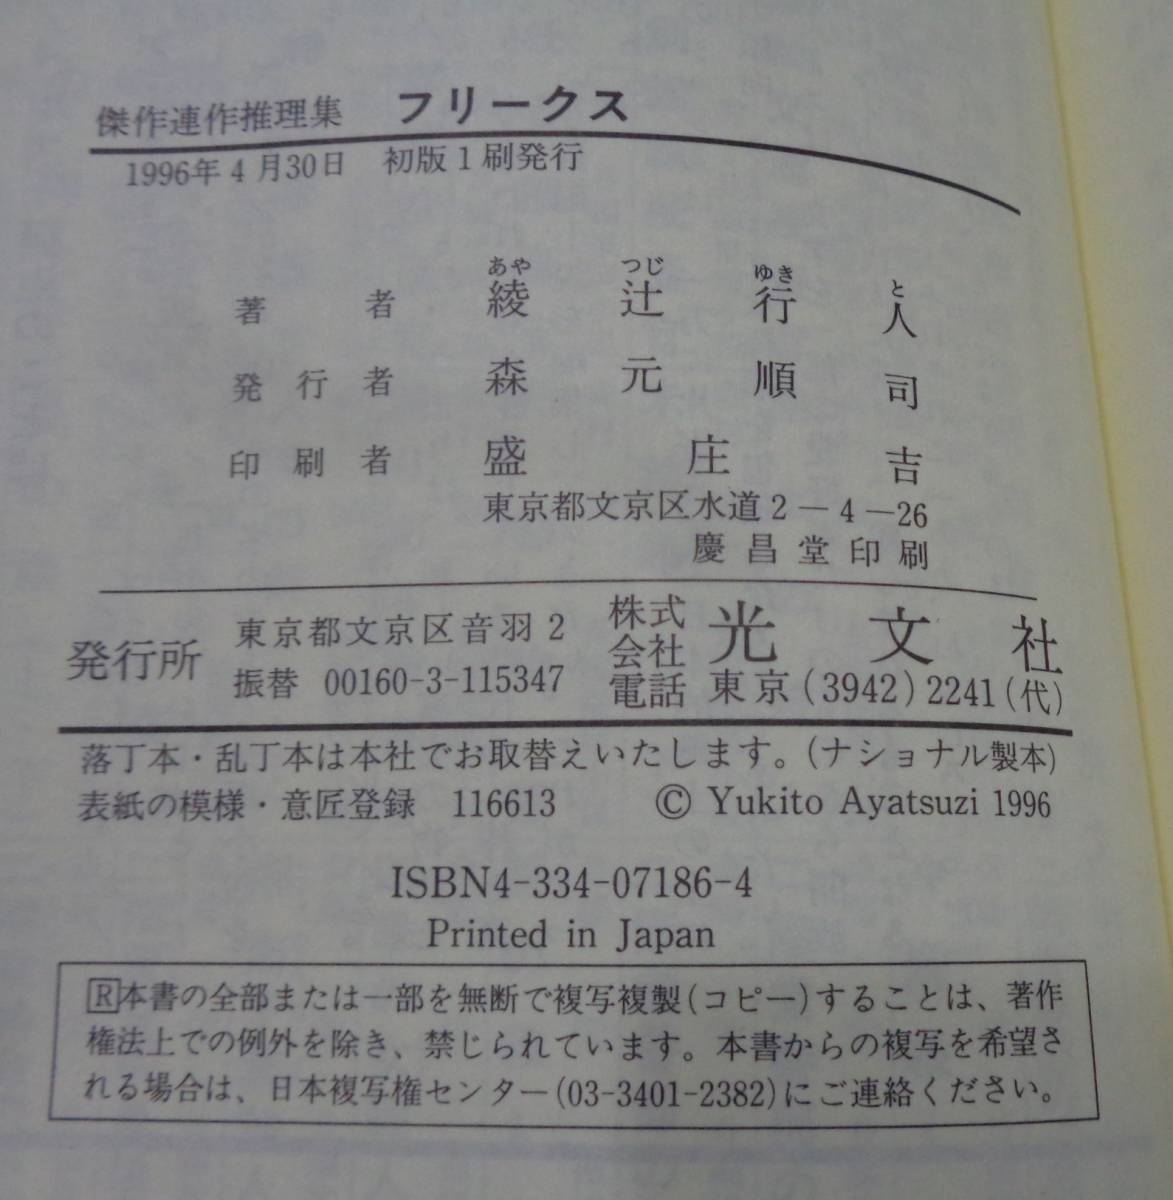 傑作連作推理集 フリークス
1996年4月30日 初版1刷発行
あや つじ ゆき と
著者 綾辻行人
発行者 森元順司
印刷者 盛庄吉
東京都文京区水道2－4－26
慶昌堂印刷
発行所 東京都文京区音羽2 株式会社 光文社
振替 00160-3-115347 電話 東京(3942)2241(代)
落丁本・乱丁本は本社でお取替えいたします。(ナショナル製本)
表紙の模様・意匠登録 116613 © Yukito Ayatsuzi 1996
ISBN4-334-07186-4
Printed in Japan
R本書の全部または一部を無断で複写複製(コピー)することは、著作
権法上での例外を除き、禁じられています。本書からの複写を希望さ
れる場合は、日本複写権センター(03-3401-2382)にご連絡ください。